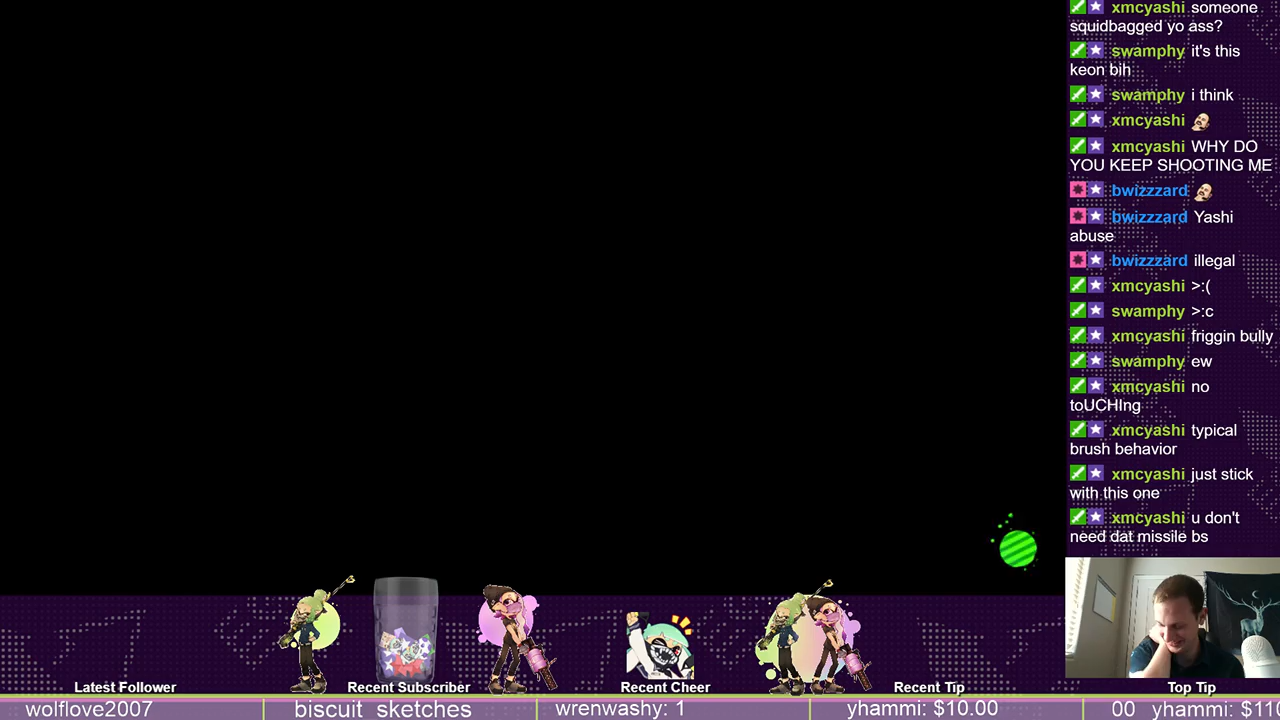 xmcyashi someone
squidbagged yo ass?
swamphy it's this
keon bih
swamphy i think
xmcyashi
xmcyashi WHY DO
YOU KEEP SHOOTING ME
bwizzzard
bwizzzard Yashi
abuse
bwizzzard illegal
xmcyashi >:(
swamphy >:c
xmcyashi friggin bully
swamphy ew
xmcyashi no
toUCHIng
xmcyashi typical
brush behavior
xmcyashi just stick
with this one
xmcyashi u don't
need dat missile bs
Latest Follower
Recent Subscriber
Recent Cheer
Recent Tip
Top Tip
wolflove2007
biscuit_sketches
wrenwashy: 1
yhammi: $10.00
00 yhammi: $110